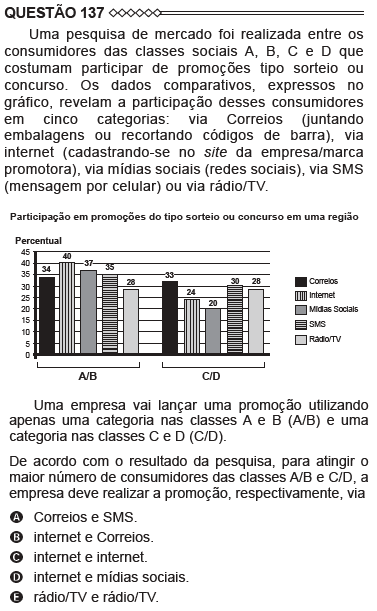 QUESTÃO 137
Uma pesquisa de mercado foi realizada entre os
consumidores das classes sociais A, B, C e D que
costumam participar de promoções tipo sorteio ou
concurso. Os dados comparativos, expressos no
gráfico, revelam a participação desses consumidores
em cinco categorias: via Correios (juntando
embalagens ou recortando códigos de barra), via
internet (cadastrando-se no site da empresa/marca
promotora), via mídias sociais (redes sociais), via SMS
(mensagem por celular) ou via rádio/TV.
Participação em promoções do tipo sorteio ou concurso em uma região
Percentual
45
40
35
30
25
20
15
10
5
0
34
40
37
35
28
33
24
20
30
28
A/B
C/D
Correios
Internet
Mídias Sociais
SMS
Rádio/TV
Uma empresa vai lançar uma promoção utilizando
apenas uma categoria nas classes A e B (A/B) e uma
categoria nas classes C e D (C/D).
De acordo com o resultado da pesquisa, para atingir o
maior número de consumidores das classes A/B e C/D, a
empresa deve realizar a promoção, respectivamente, via
A Correios e SMS.
B internet e Correios.
C internet e internet.
D internet e mídias sociais.
E rádio/TV e rádio/TV.